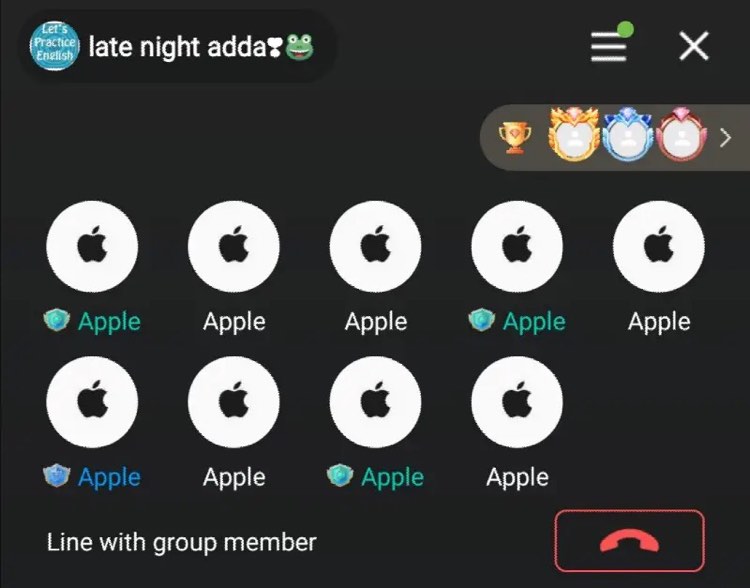 Let's
Practice
English
late night adda❣🐸
Apple Apple Apple Apple Apple
Apple Apple Apple Apple
Line with group member